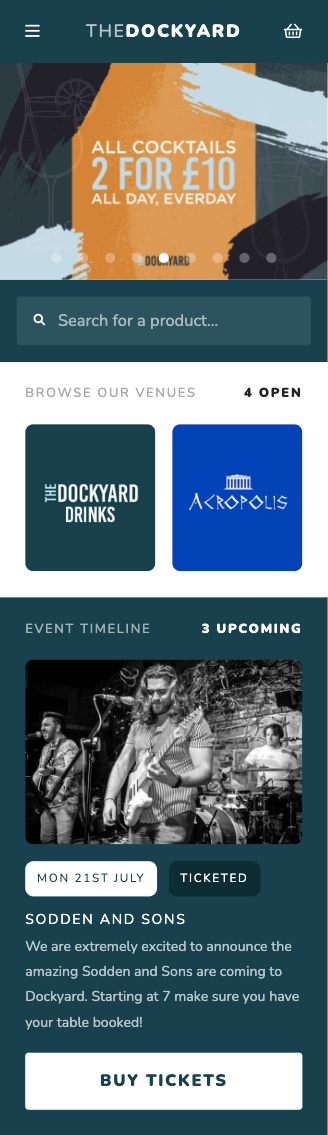 THEDOCKYARD
ALL COCKTAILS
2 FOR £10
ALL DAY, EVERDAY
DOCKYARD
Search for a product...
BROWSE OUR VENUES 4 OPEN
THE DOCKYARD
DRINKS
ACROPOLIS
EVENT TIMELINE 3 UPCOMING
MON 21ST JULY TICKETED
SODDEN AND SONS
We are extremely excited to announce the
amazing Sodden and Sons are coming to
Dockyard. Starting at 7 make sure you have
your table booked!
BUY TICKETS